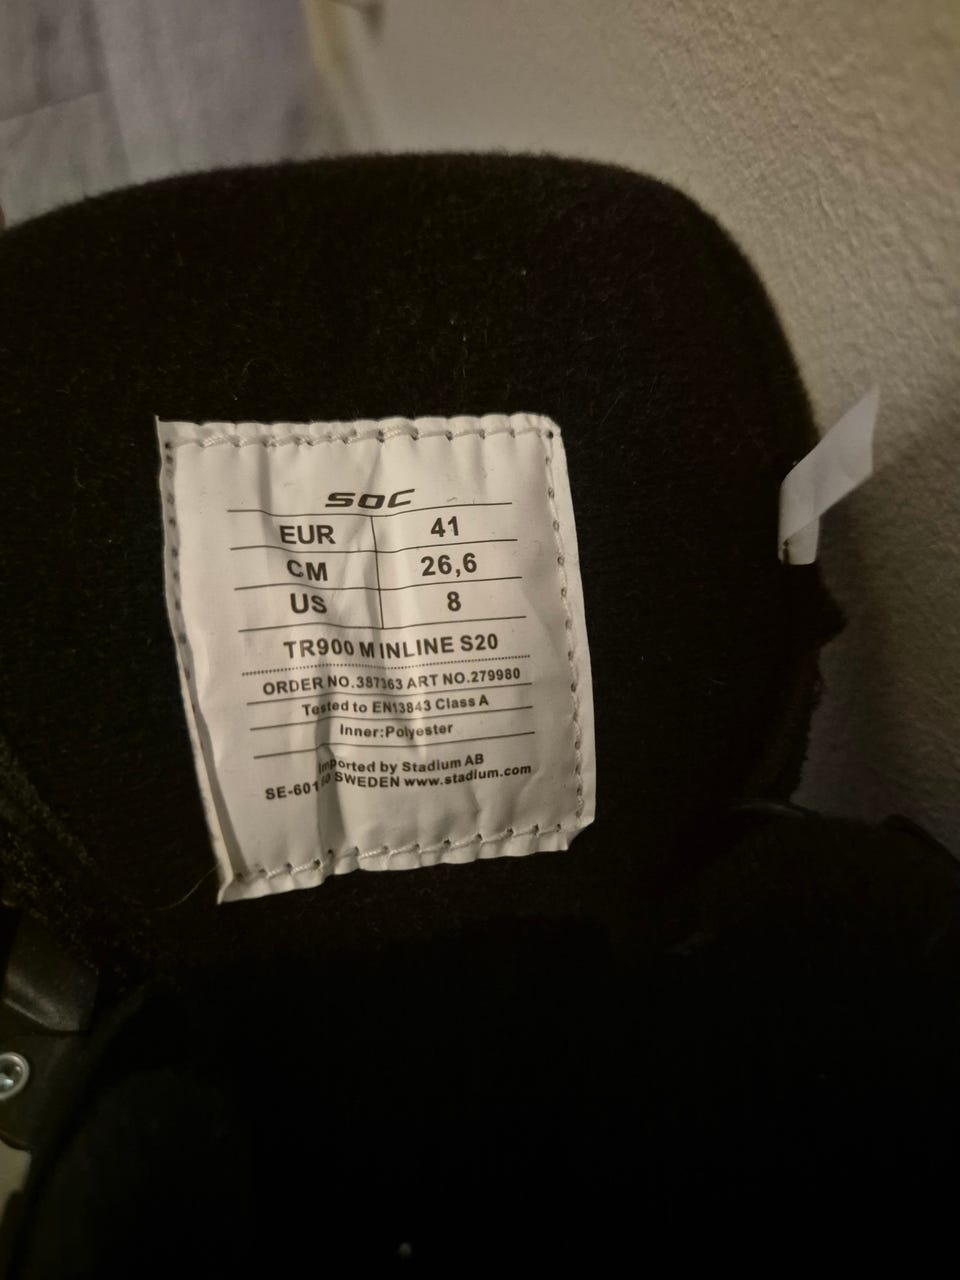 SOC
EUR 41
CM 26,6
US 8
TR900 M INLINE S20
ORDER NO.387363 ART NO.279980
Tested to EN13843 Class A
Inner:Polyester
Imported by Stadium AB
SE-601 60 SWEDEN www.stadium.com